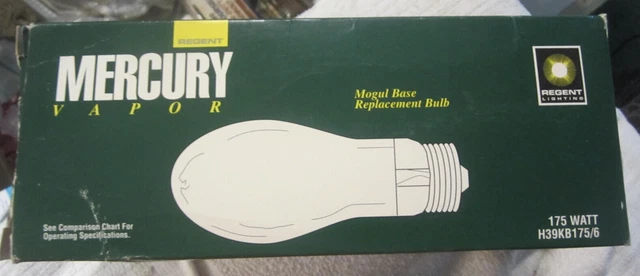 REGENT
MERCURY
VAPOR
Mogul Base
Replacement Bulb
REGENT
LIGHTING
See Comparison Chart For
Operating Specifications.
175 WATT
H39KB175/6